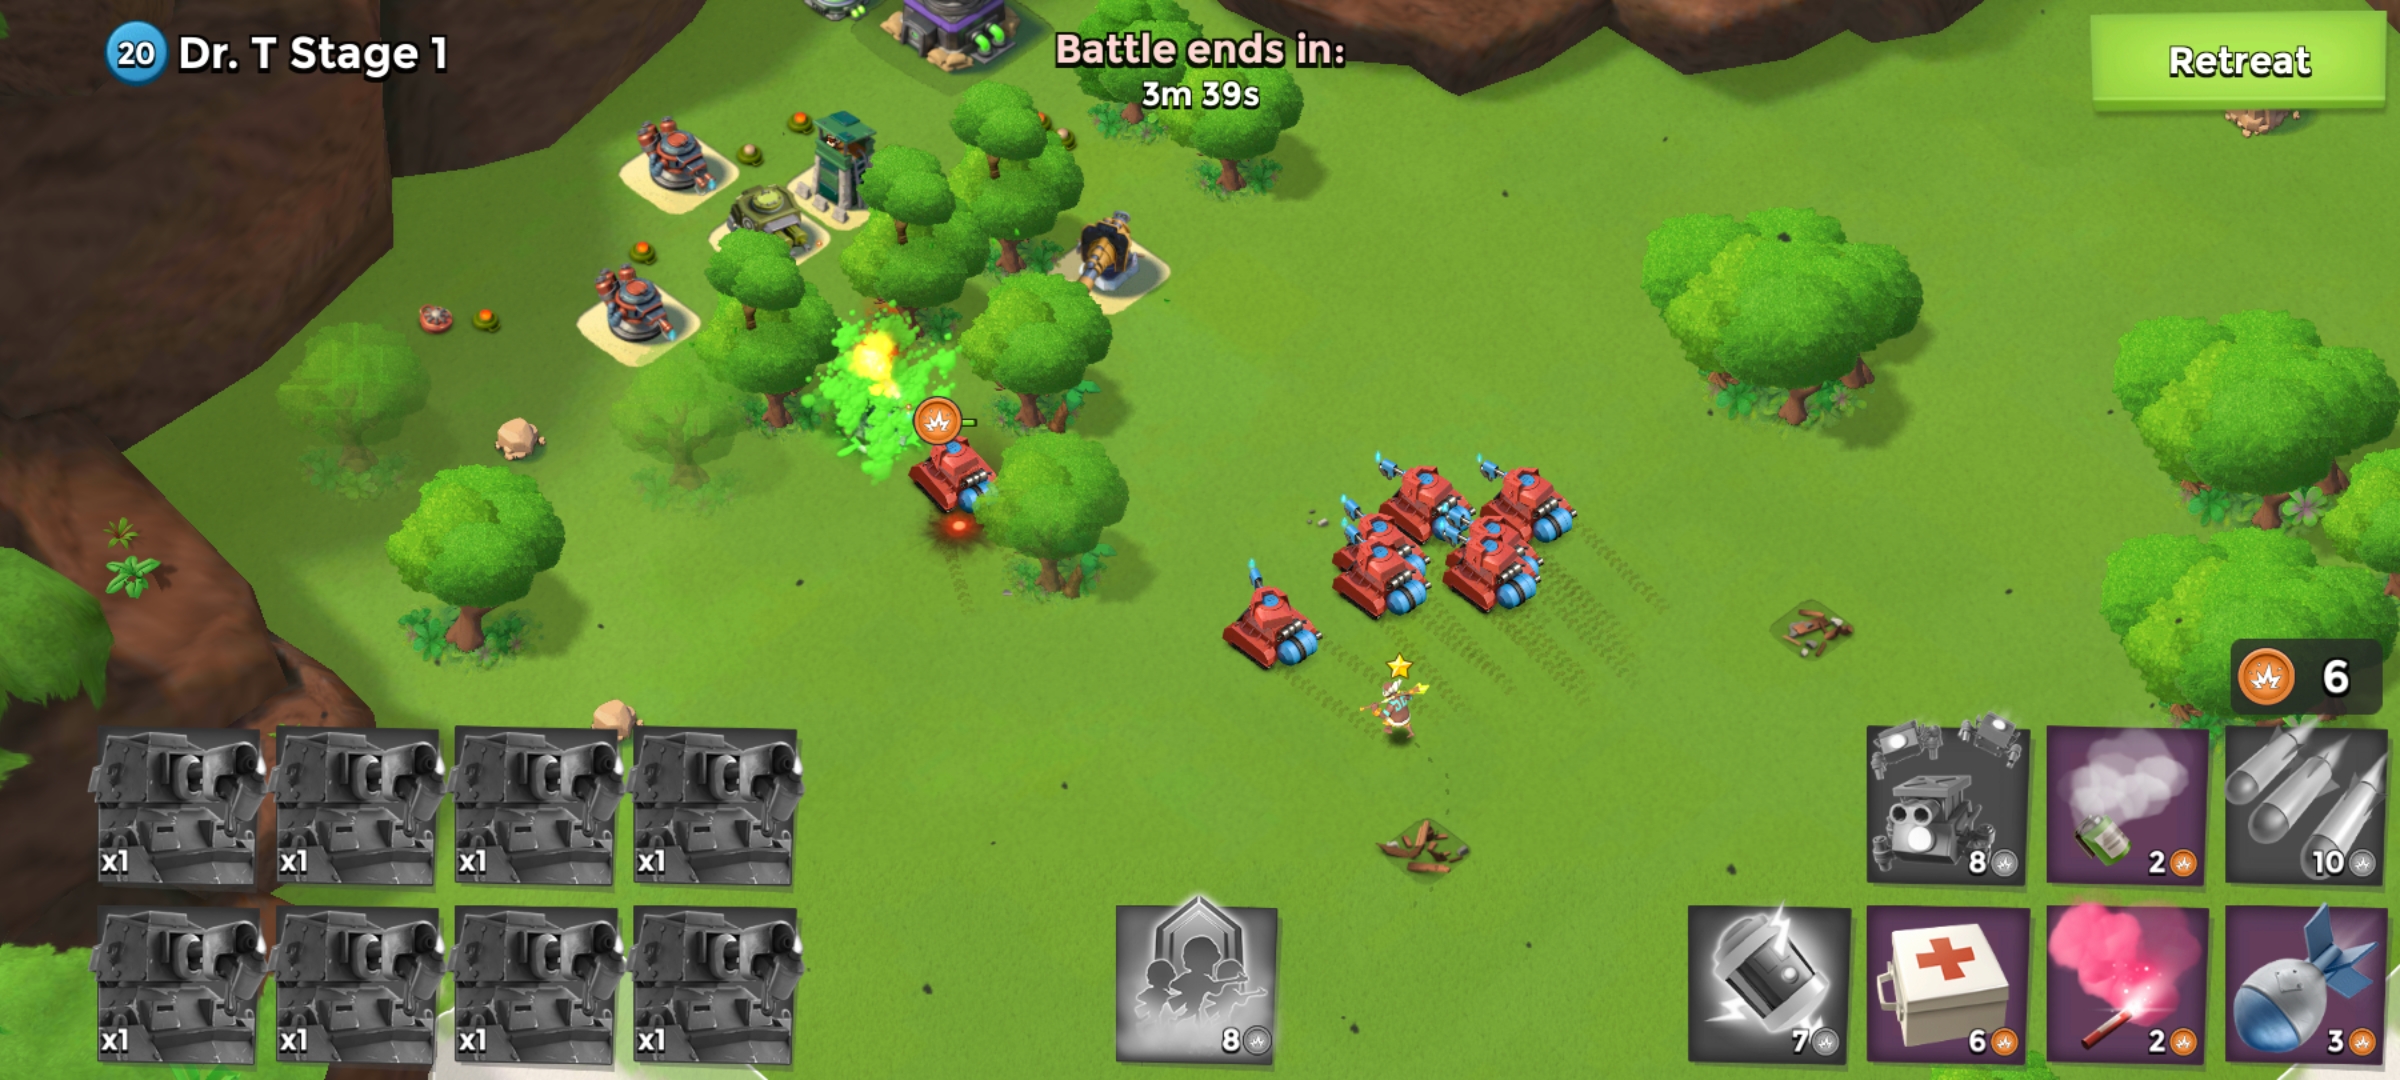 20 Dr. T Stage 1
Battle ends in:
3m 39s
Retreat
6
x1 x1 x1 x1
8 2 10
x1 x1 x1 x1
8
7 6 2 3